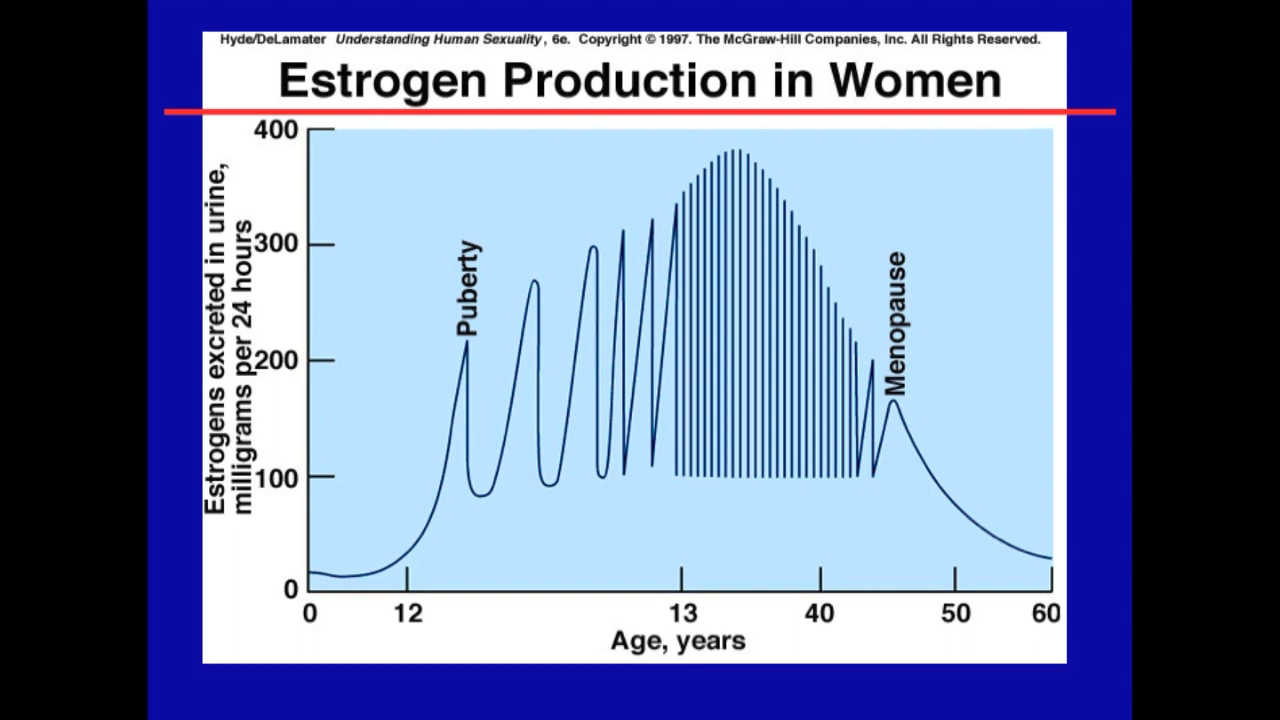 Hyde/DeLamater Understanding Human Sexuality, 6e. Copyright © 1997. The McGraw-Hill Companies, Inc. All Rights Reserved.
Estrogen Production in Women
Estrogens excreted in urine,
milligrams per 24 hours
400
300
200
100
0
Puberty
Menopause
0 12 13 40 50 60
Age, years